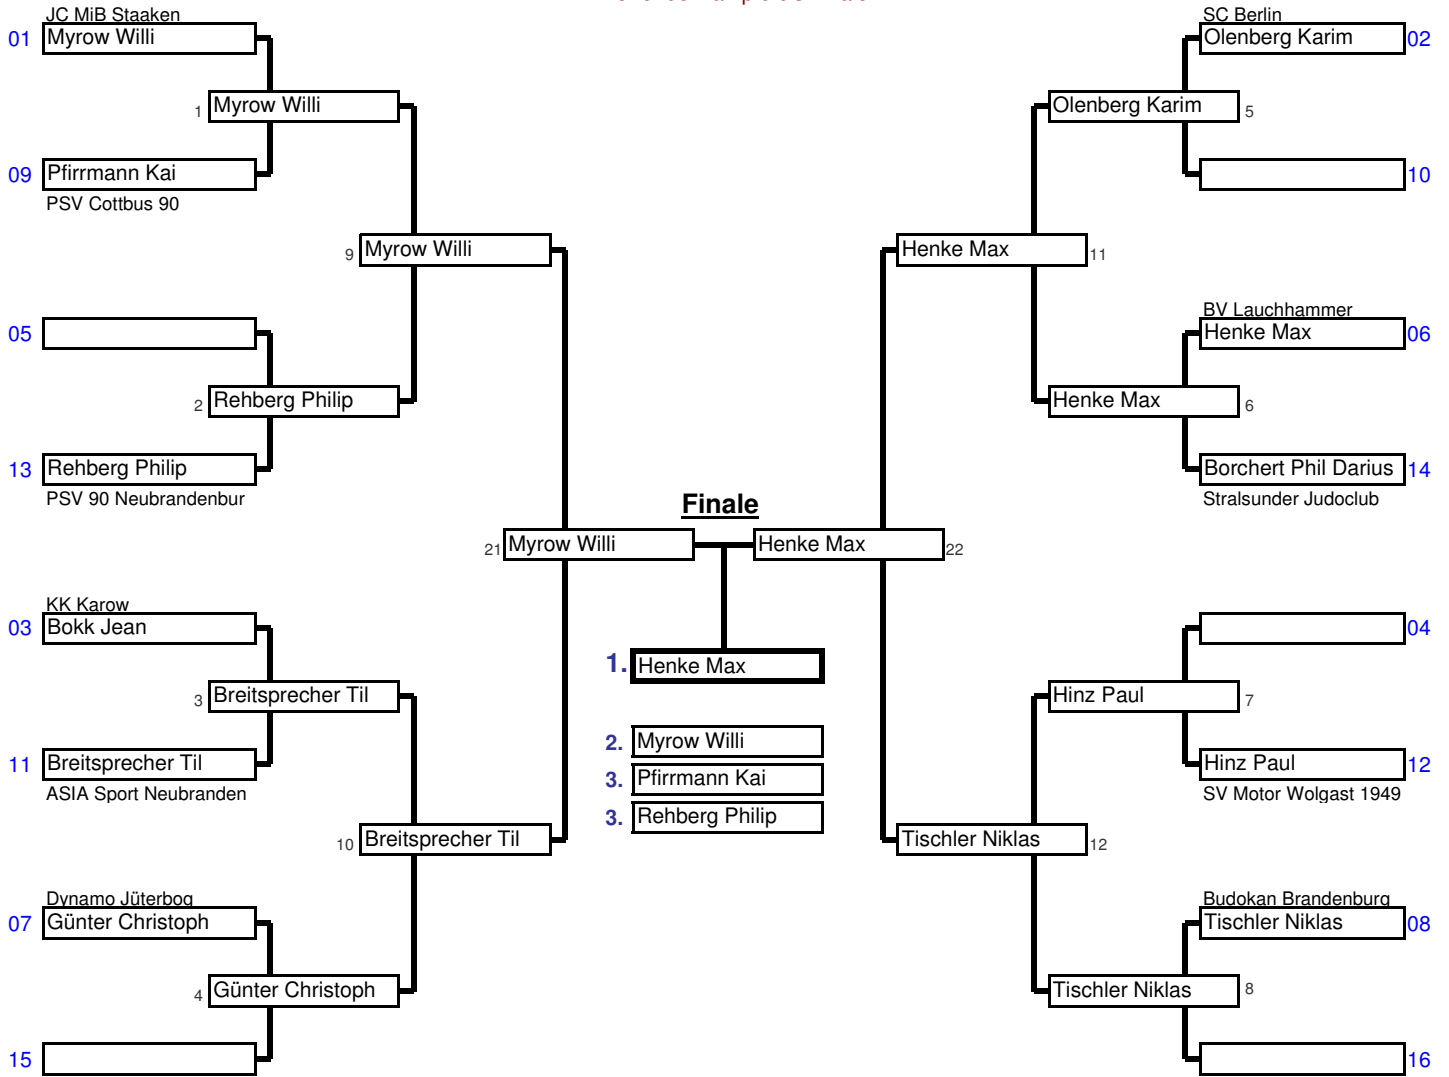 JC MiB Staaken
01 Myrow Willi
1 Myrow Willi
09 Pfirrmann Kai
PSV Cottbus 90
9 Myrow Willi
05
2 Rehberg Philip
13 Rehberg Philip
PSV 90 Neubrandenbur
21 Myrow Willi
KK Karow
03 Bokk Jean
3 Breitsprecher Til
11 Breitsprecher Til
ASIA Sport Neubranden
10 Breitsprecher Til
Dynamo Jüterbog
07 Günter Christoph
4 Günter Christoph
15
Finale
1. Henke Max
2. Myrow Willi
3. Pfirrmann Kai
3. Rehberg Philip
SC Berlin
Olenberg Karim 02
Olenberg Karim 5
10
Henke Max 11
BV Lauchhammer
Henke Max 06
Henke Max 6
Borchert Phil Darius 14
Stralsunder Judoclub
Henke Max 22
04
Hinz Paul 7
Hinz Paul 12
SV Motor Wolgast 1949
Tischler Niklas 12
Budokan Brandenburg
Tischler Niklas 08
Tischler Niklas 8
16